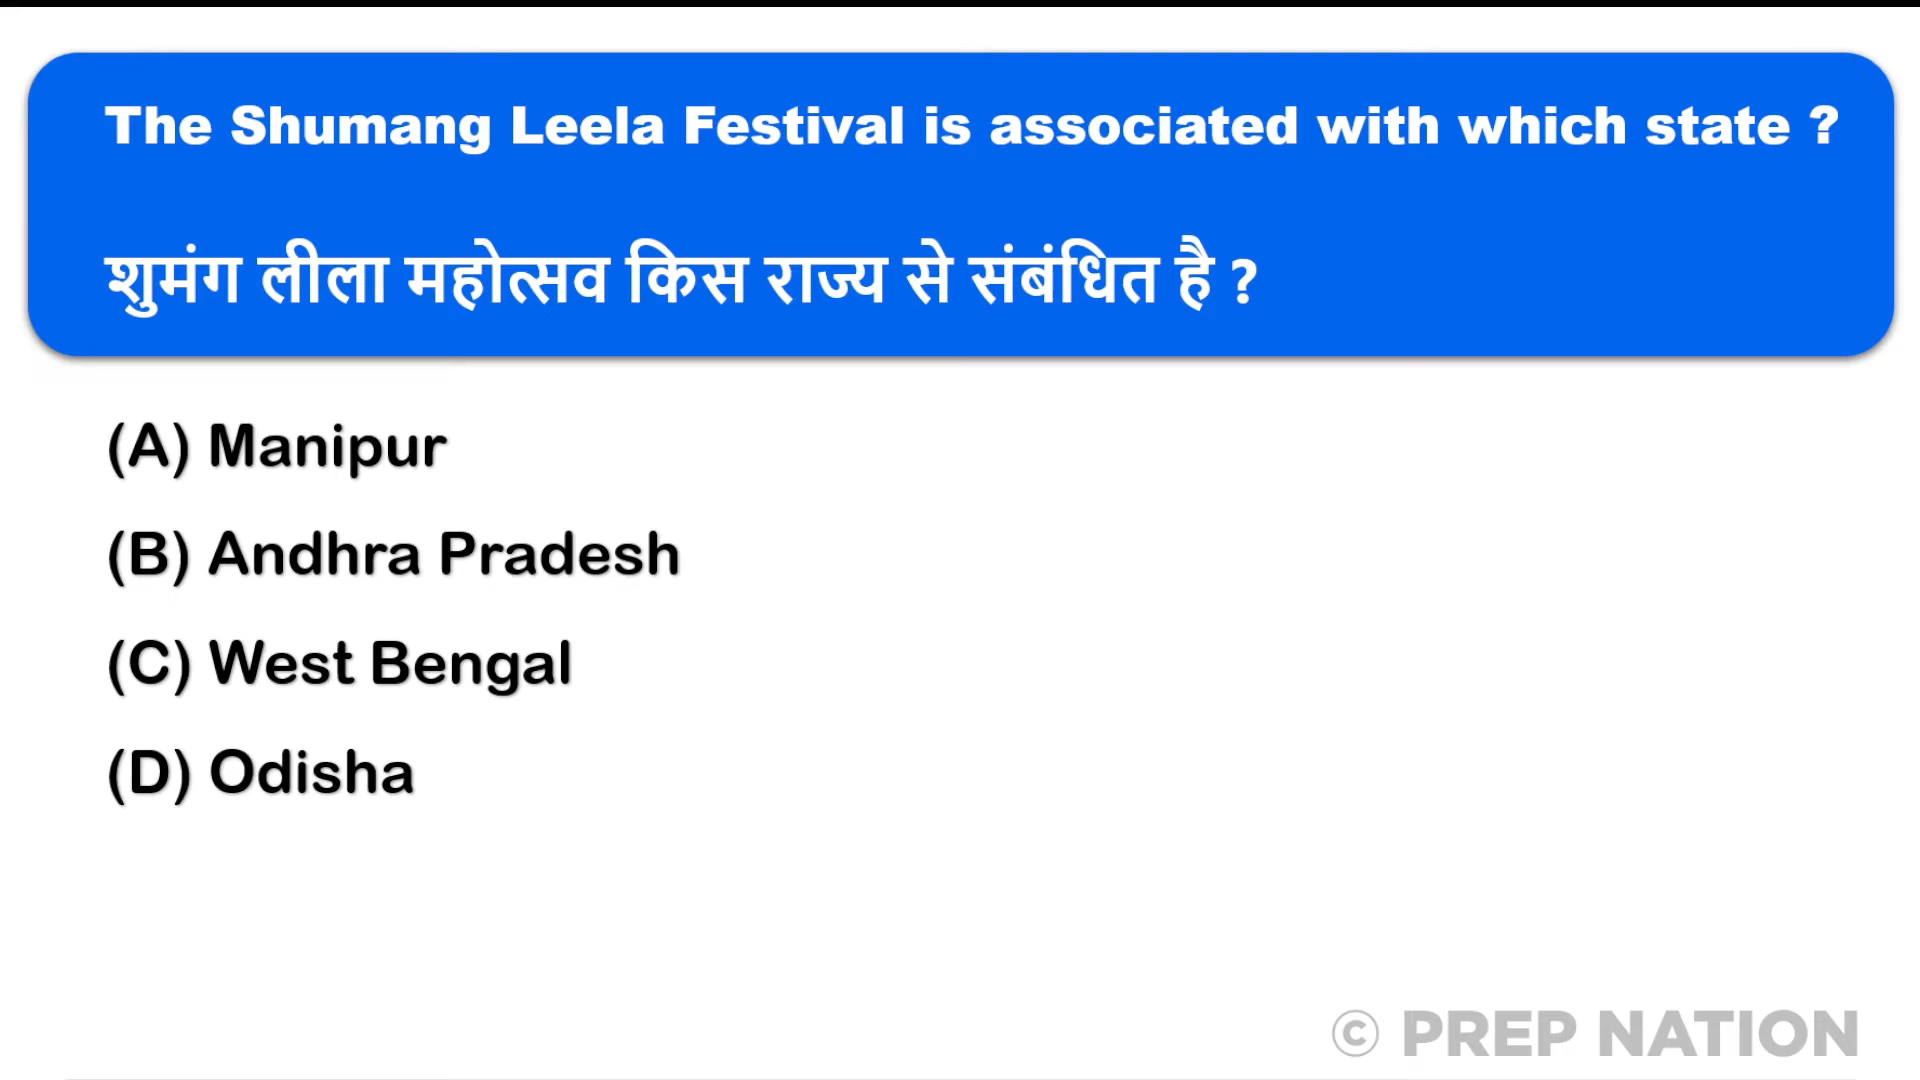 The Shumang Leela Festival is associated with which state ?
शुमंग लीला महोत्सव किस राज्य से संबंधित है ?
(A) Manipur
(B) Andhra Pradesh
(C) West Bengal
(D) Odisha
© PREP NATION